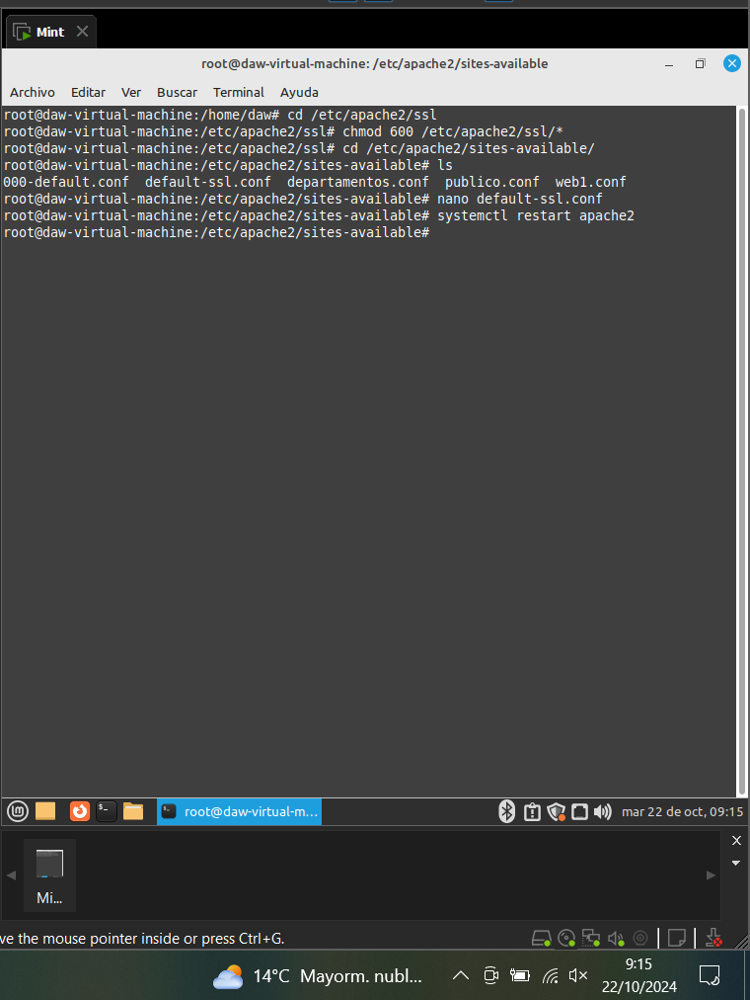 Mint
root@daw-virtual-machine: /etc/apache2/sites-available
Archivo Editar Ver Buscar Terminal Ayuda
root@daw-virtual-machine:/home/daw# cd /etc/apache2/ssl
root@daw-virtual-machine:/etc/apache2/ssl# chmod 600 /etc/apache2/ssl/*
root@daw-virtual-machine:/etc/apache2/ssl# cd /etc/apache2/sites-available/
root@daw-virtual-machine:/etc/apache2/sites-available# ls
000-default.conf  default-ssl.conf  departamentos.conf  publico.conf  web1.conf
root@daw-virtual-machine:/etc/apache2/sites-available# nano default-ssl.conf
root@daw-virtual-machine:/etc/apache2/sites-available# systemctl restart apache2
root@daw-virtual-machine:/etc/apache2/sites-available#
root@daw-virtual-m... mar 22 de oct, 09:15
Mi...
ve the mouse pointer inside or press Ctrl+G.
14°C Mayorm. nubl... 9:15
22/10/2024